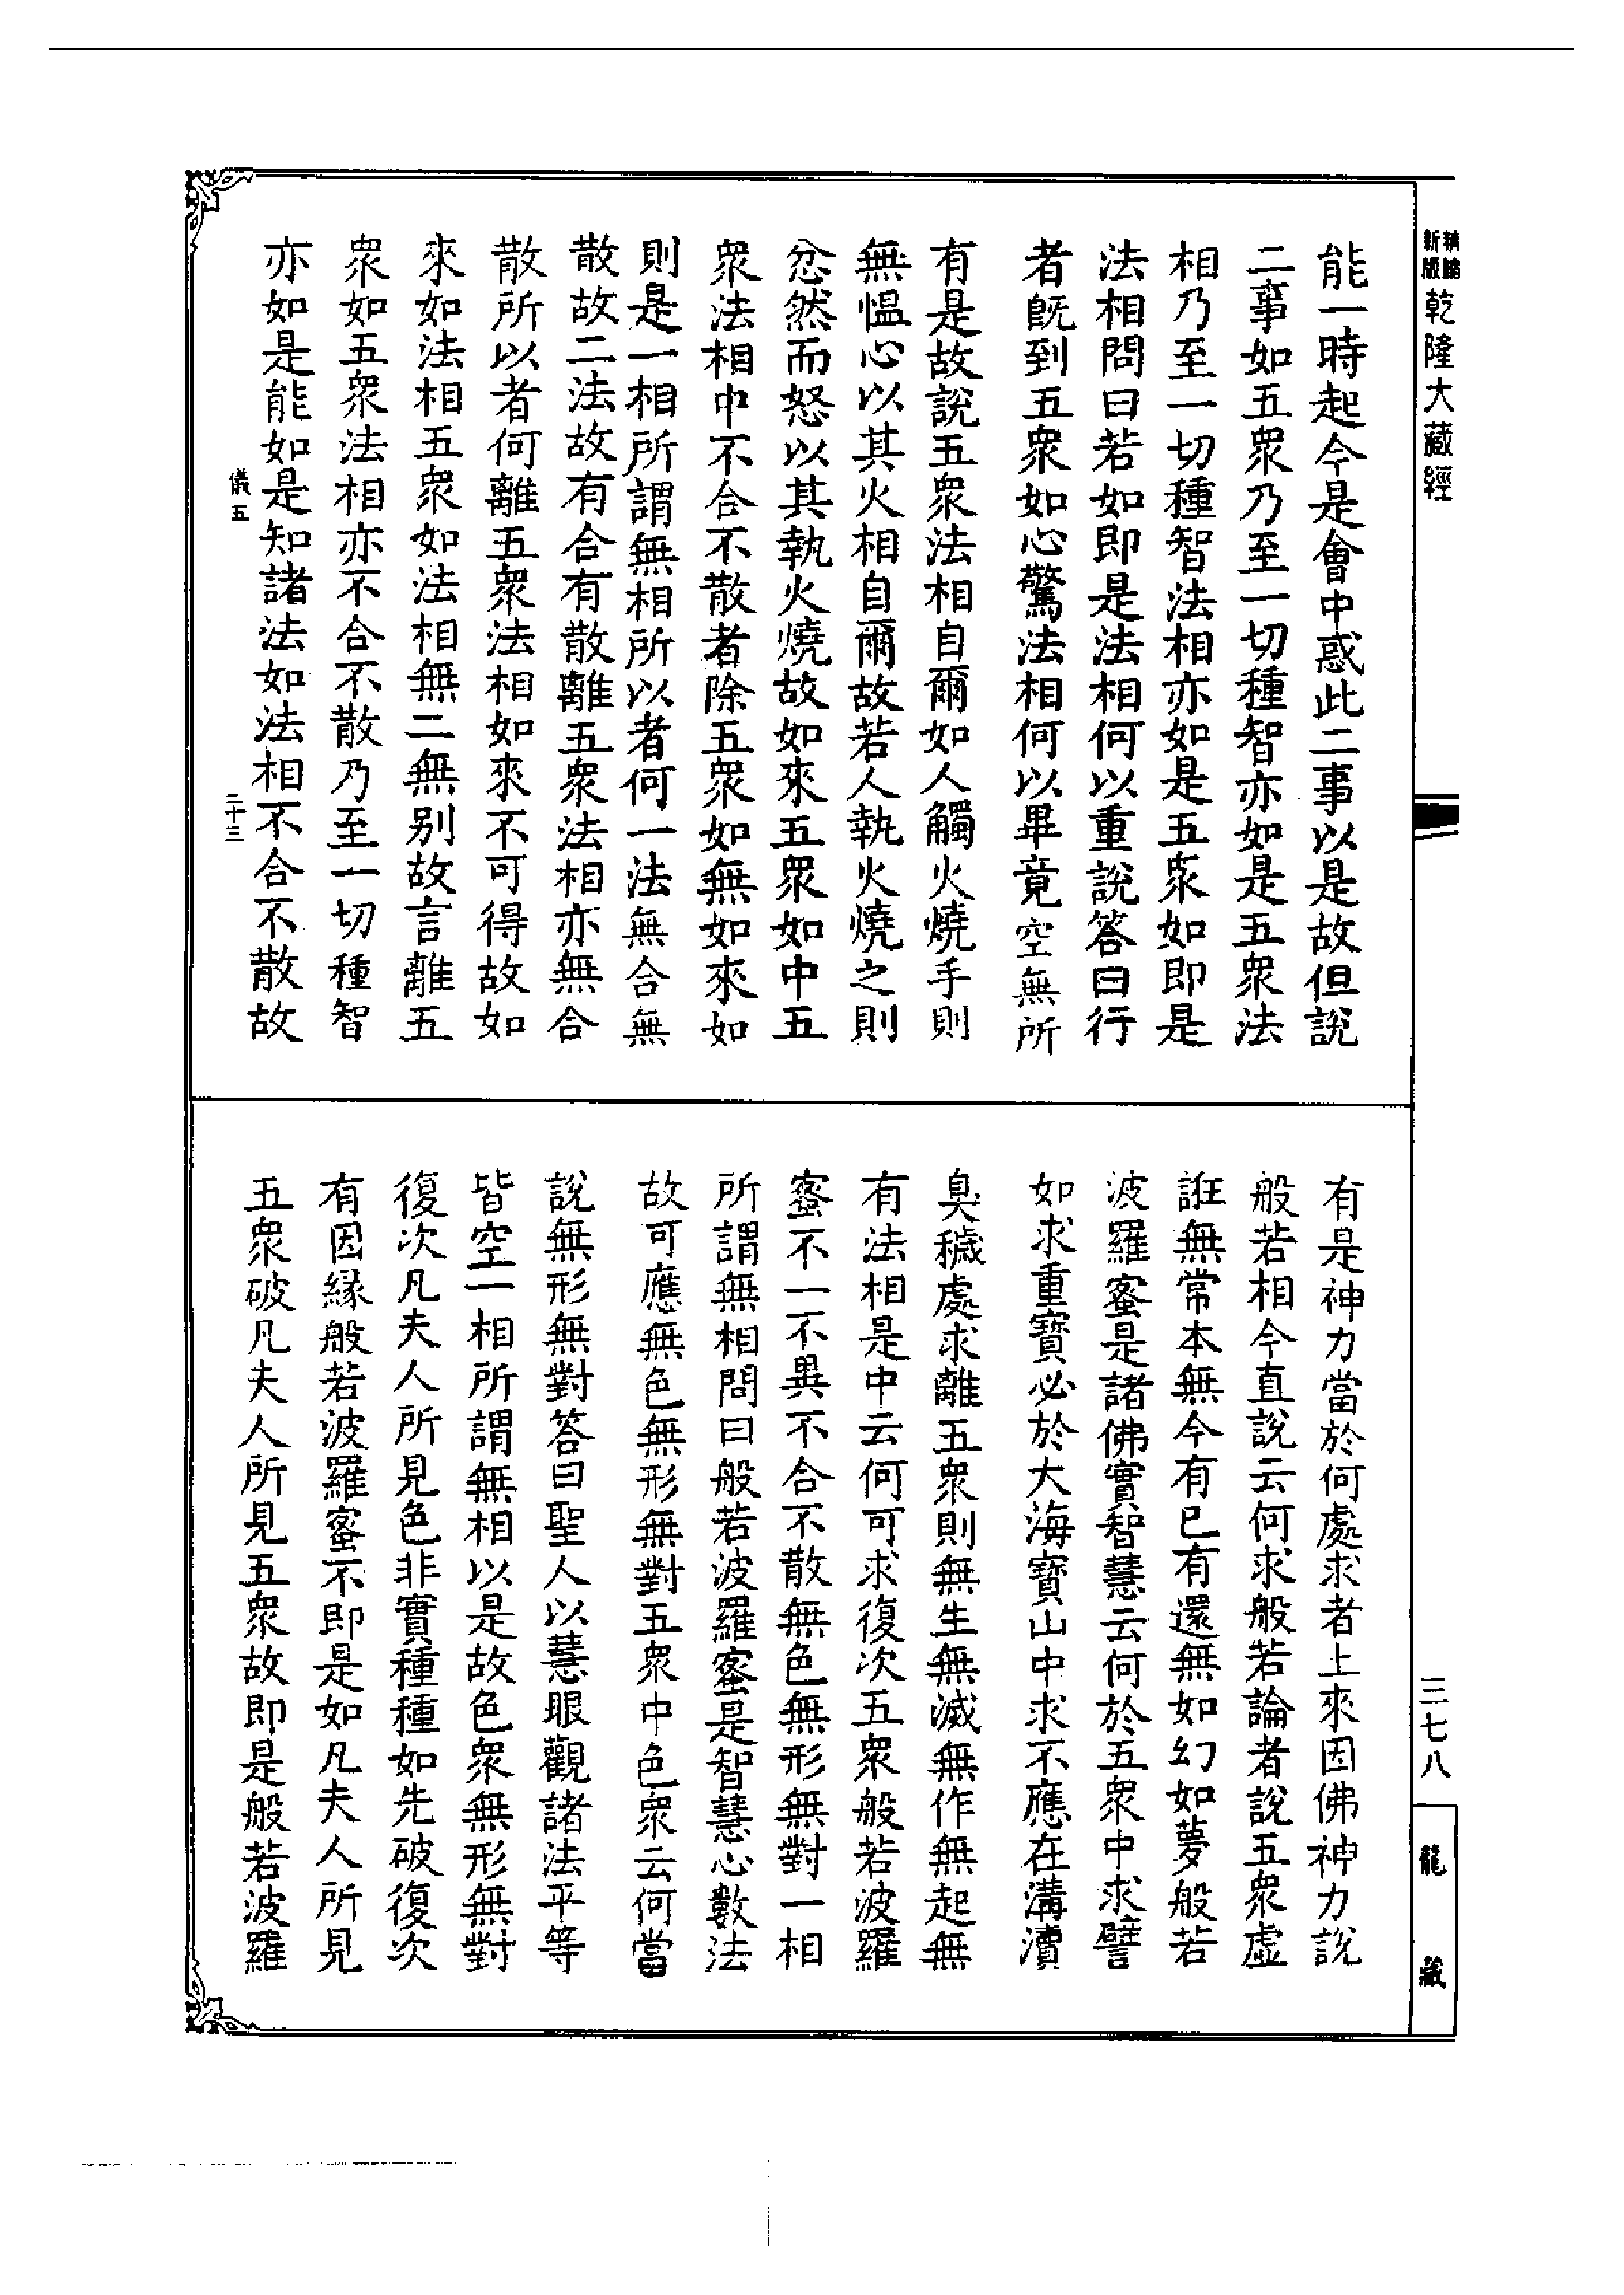 新版精縮乾隆大藏經
能一時起今是會中惑此二事以是故但說
二事如五衆乃至一切種智亦如是五衆法
相乃至一切種智法相亦如是五衆如即是
法相問曰若如即是法相何以重說答曰行
者既到五衆如心驚法相何以畢竟空無所
有是故說五衆法相自爾如人觸火燒手則
無慍心以其火相自爾故若人執火燒之則
忿然而怒以其執火燒故如來五衆如中五
衆法相中不合不散者除五衆如無如來如
則是一相所謂無相所以者何一法無合無
散故二法故有合有散離五衆法相亦無合
散所以者何離五衆法相如來不可得故如
來如法相五衆如法相無二無別故言離五
衆如五衆法相亦不合不散乃至一切種智
亦如是能如是知諸法如法相不合不散故
儀五
二十三
有是神力當於何處求者上來因佛神力說
般若相今直說云何求般若論者說五衆虛
誑無常本無今有已有還無如幻如夢般若
波羅蜜是諸佛實智慧云何於五衆中求譬
如求重寶必於大海寶山中求不應在溝瀆
臭穢處求離五衆則無生無滅無作無起無
有法相是中云何可求復次五衆般若波羅
蜜不一不異不合不散無色無形無對一相
所謂無相問曰般若波羅蜜是智慧心數法
故可應無色無形無對五衆中色衆云何當
說無形無對答曰聖人以慧眼觀諸法平等
皆空一相所謂無相以是故色衆無形無對
復次凡夫人所見色非實種種如先破復次
有因緣般若波羅蜜不即是如凡夫人所見
五衆破凡夫人所見五衆故即是般若波羅
三七八
龍藏